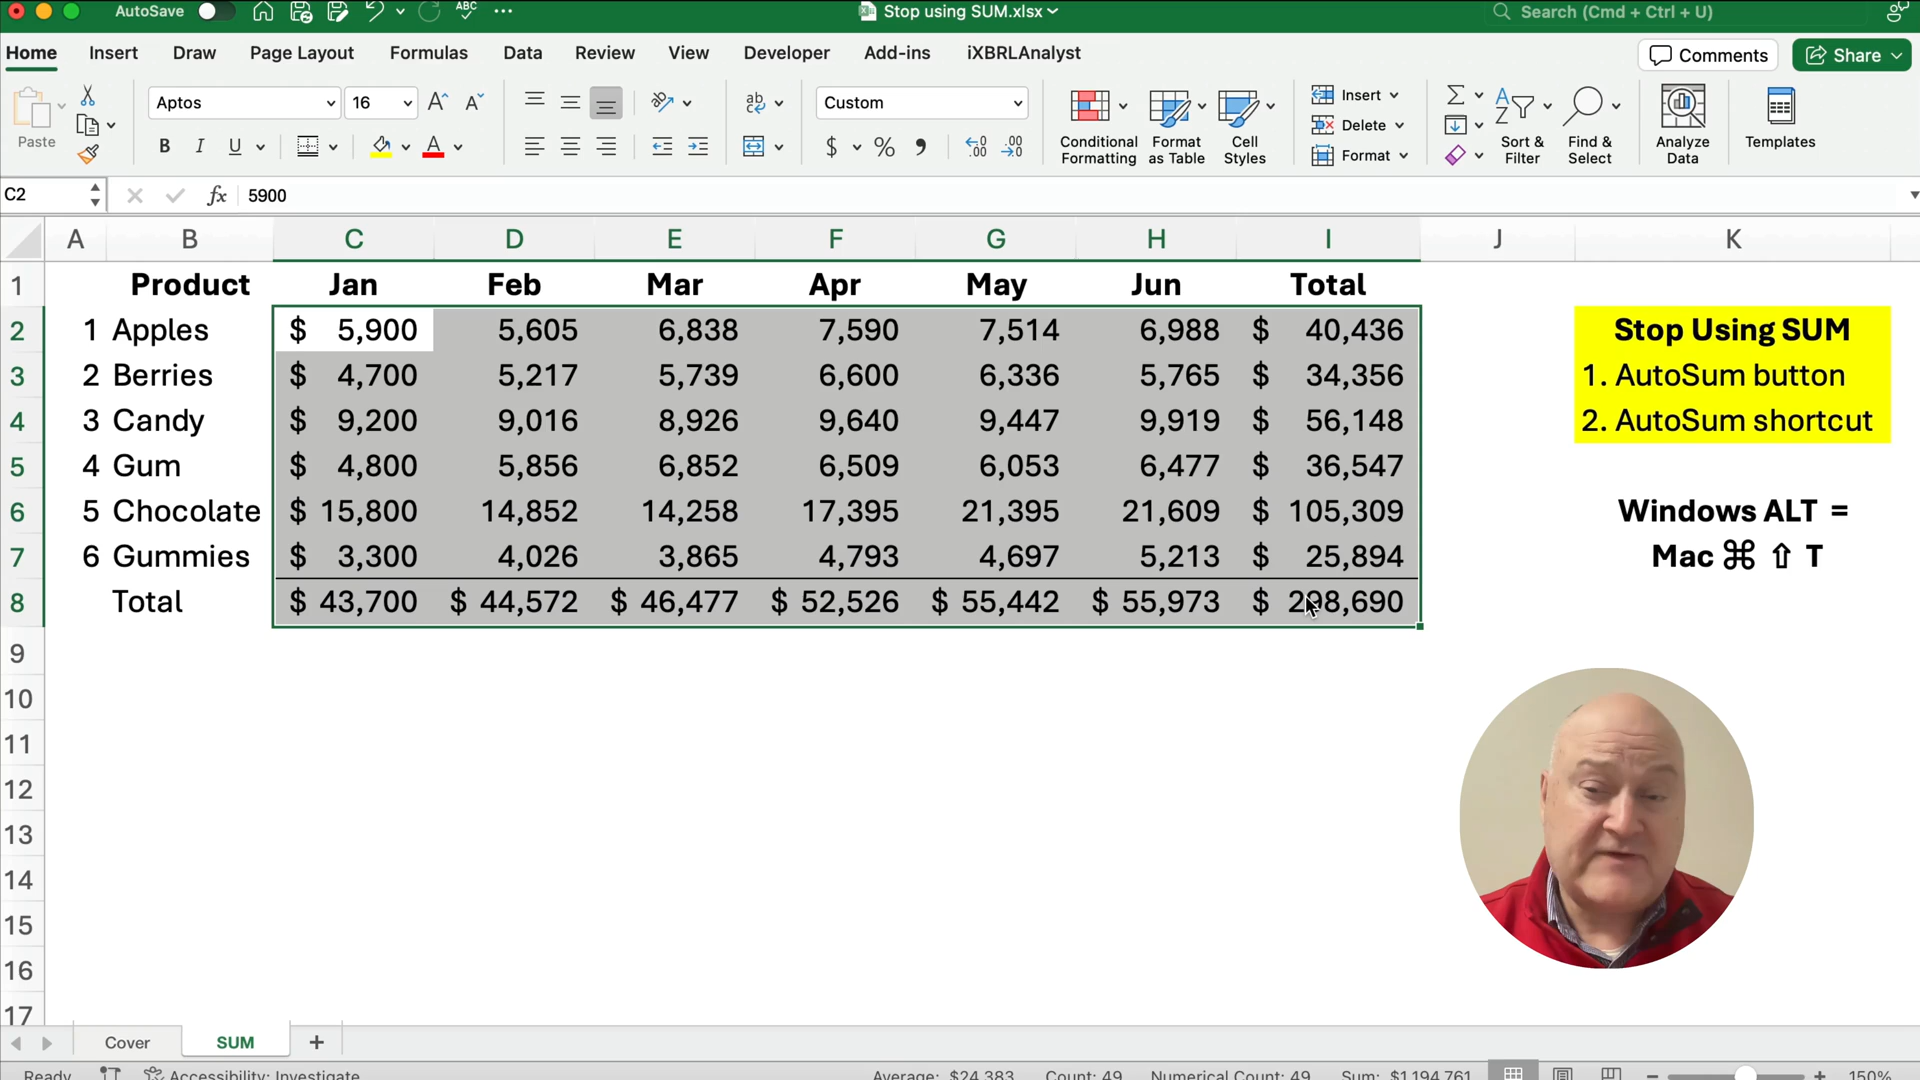 AutoSave
ABC
Stop using SUM.xlsx
Search (Cmd + Ctrl + U)
Home Insert Draw Page Layout Formulas Data Review View Developer Add-ins iXBRLAnalyst
Comments Share
Paste
Aptos 16
B I U A
ab
Custom
$ %
Conditional Formatting
Format as Table
Cell Styles
Insert
Delete
Format
Sort & Filter
Find & Select
Analyze Data
Templates
C2 fx 5900
A B C D E F G H I J K
1 Product Jan Feb Mar Apr May Jun Total
2 1 Apples $ 5,900 5,605 6,838 7,590 7,514 6,988 $ 40,436 Stop Using SUM
3 2 Berries $ 4,700 5,217 5,739 6,600 6,336 5,765 $ 34,356 1. AutoSum button
4 3 Candy $ 9,200 9,016 8,926 9,640 9,447 9,919 $ 56,148 2. AutoSum shortcut
5 4 Gum $ 4,800 5,856 6,852 6,509 6,053 6,477 $ 36,547
6 5 Chocolate $ 15,800 14,852 14,258 17,395 21,395 21,609 $ 105,309 Windows ALT =
7 6 Gummies $ 3,300 4,026 3,865 4,793 4,697 5,213 $ 25,894 Mac ⌘ ⇧ T
8 Total $ 43,700 $ 44,572 $ 46,477 $ 52,526 $ 55,442 $ 55,973 $ 298,690
9
10
11
12
13
14
15
16
17
Cover SUM +
Ready Accessibility: Investigate Average: $24,383 Count: 49 Numerical Count: 49 Sum: $1,194,761 150%